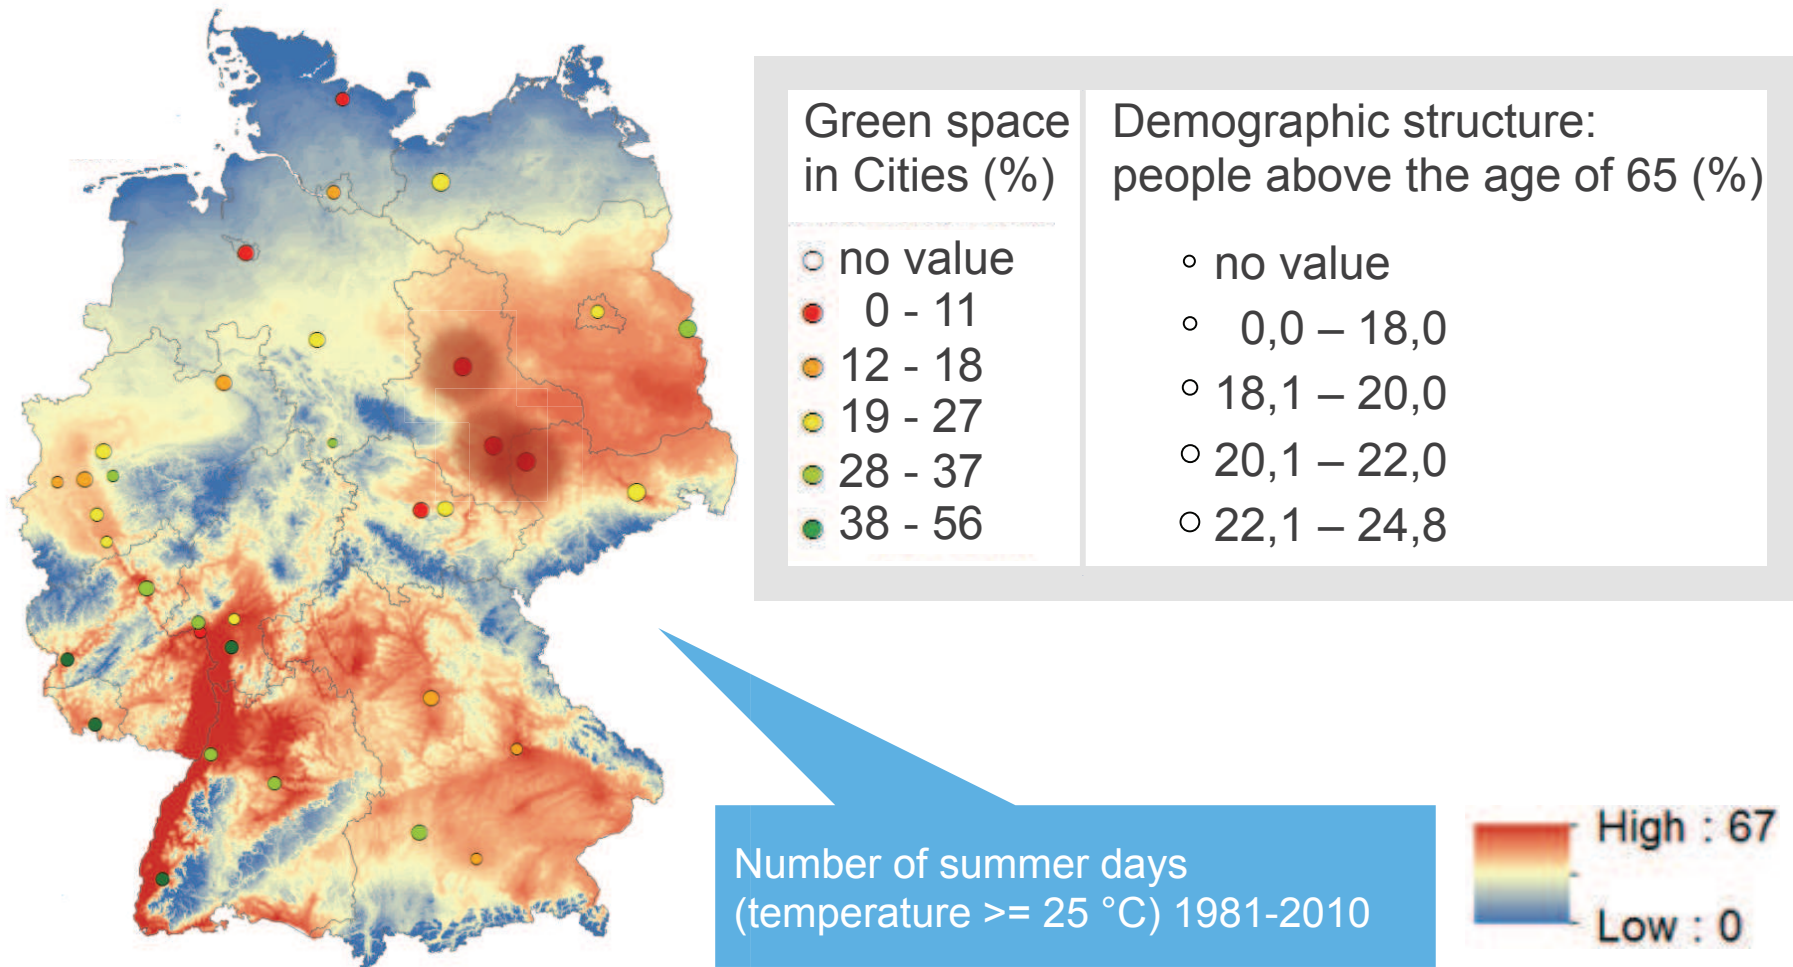 Green space
in Cities (%)
no value
0 - 11
12 - 18
19 - 27
28 - 37
38 - 56
Demographic structure:
people above the age of 65 (%)
no value
0,0 – 18,0
18,1 – 20,0
20,1 – 22,0
22,1 – 24,8
Number of summer days
(temperature >= 25 °C) 1981-2010
High : 67
Low : 0